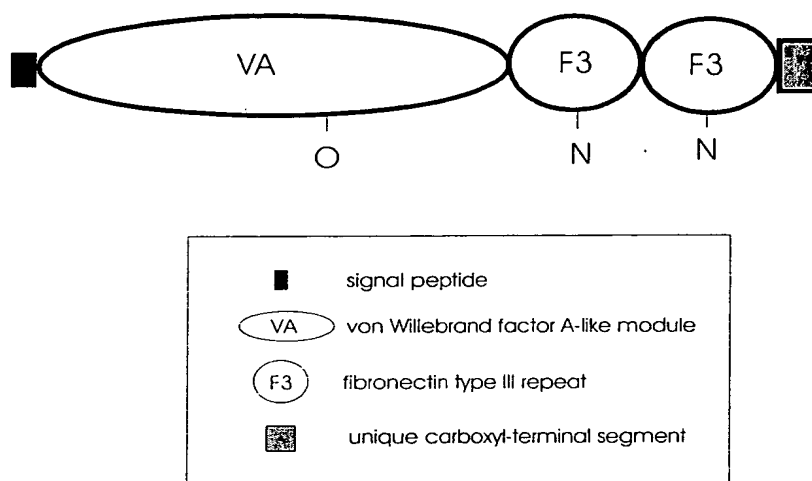 VA F3 F3
O N N
signal peptide
VA von Willebrand factor A-like module
F3 fibronectin type III repeat
unique carboxyl-terminal segment